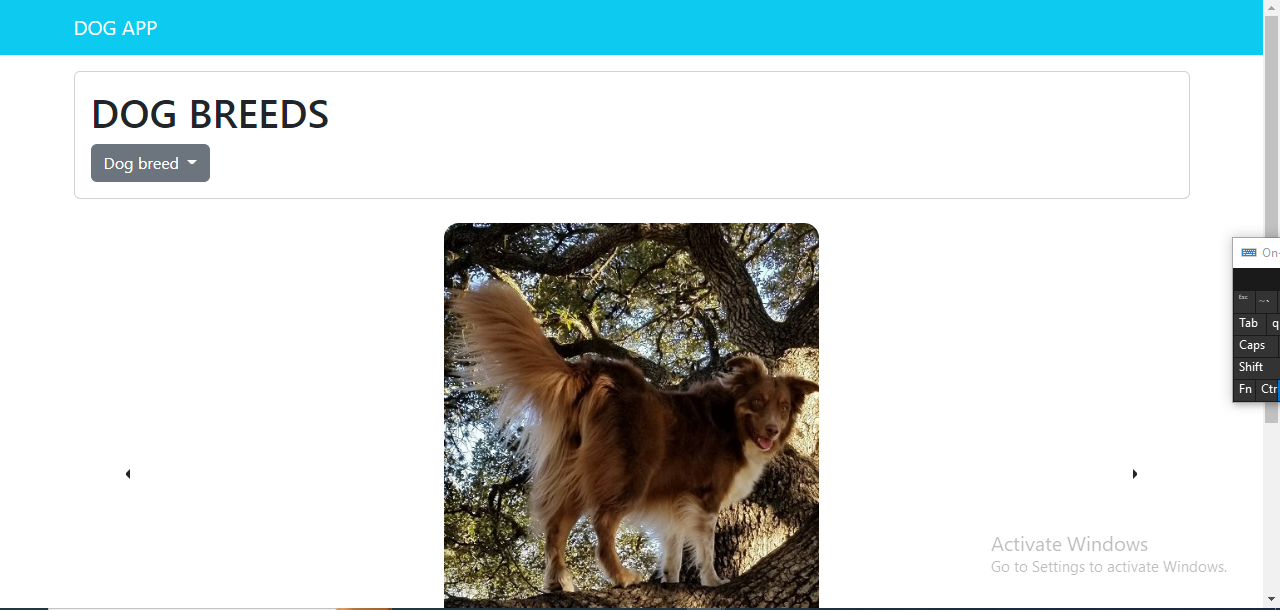 DOG APP
DOG BREEDS
Dog breed
On-
Esc ~ `
Tab q
Caps
Shift
Fn Ctr
Activate Windows
Go to Settings to activate Windows.